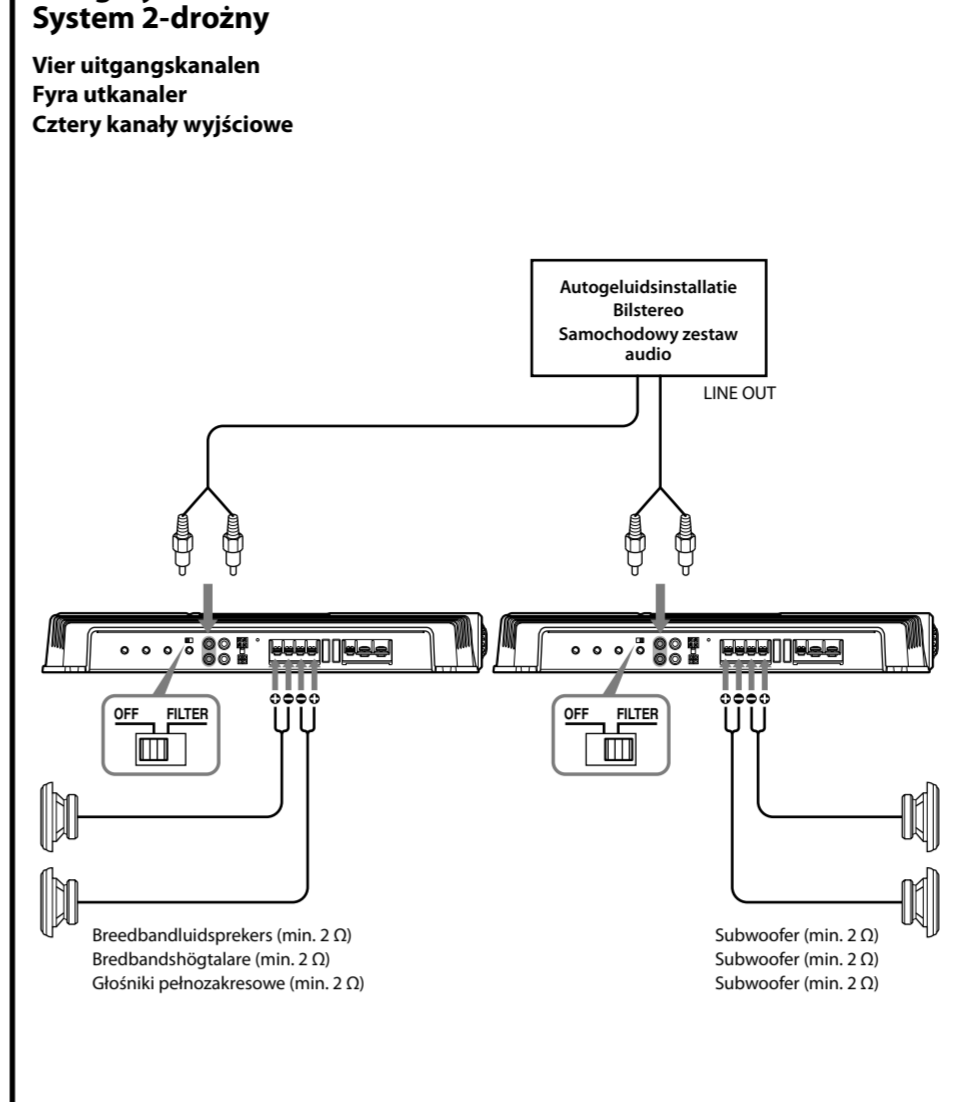 System 2-drożny
Vier uitgangskanalen
Fyra utkanaler
Cztery kanały wyjściowe
Autogeluidsinstallatie
Bilstereo
Samochodowy zestaw
audio
LINE OUT
OFF FILTER
OFF FILTER
Breedbandluidsprekers (min. 2 Ω)
Bredbandshögtalare (min. 2 Ω)
Głośniki pełnozakresowe (min. 2 Ω)
Subwoofer (min. 2 Ω)
Subwoofer (min. 2 Ω)
Subwoofer (min. 2 Ω)